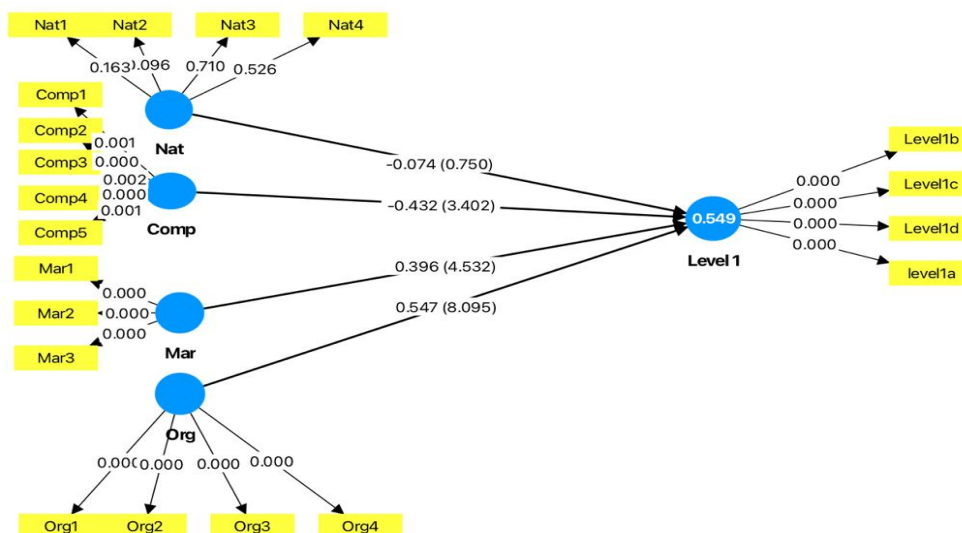 Nat1
Nat2
Nat3
Nat4
0.163
0.096
0.710
0.526
Nat
Comp1
Comp2
Comp3
Comp4
Comp5
0.001
0.000
0.002
0.000
0.001
Comp
Mar1
Mar2
Mar3
0.000
0.000
0.000
Mar
Org
0.000
0.000
0.000
0.000
Org1
Org2
Org3
Org4
-0.074 (0.750)
-0.432 (3.402)
0.396 (4.532)
0.547 (8.095)
0.549
Level 1
0.000
0.000
0.000
0.000
Level1b
Level1c
Level1d
level1a